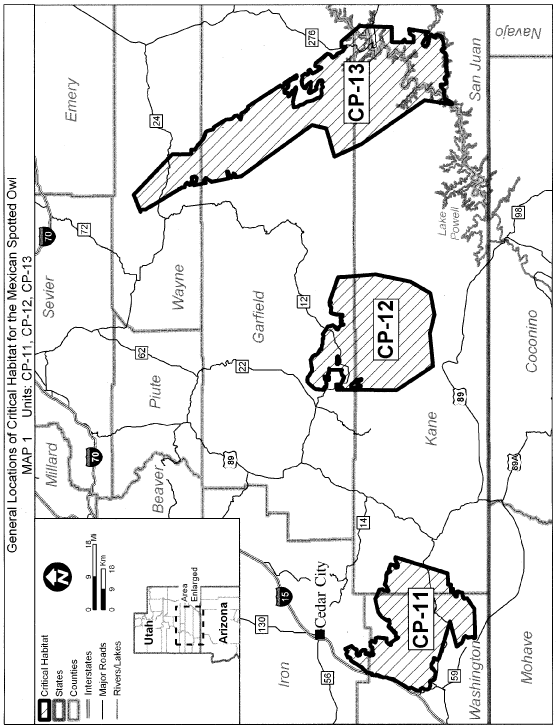 General Locations of Critical Habitat for the Mexican Spotted Owl
MAP 1 Units: CP-11, CP-12, CP-13
Critical Habitat
States
Counties
Interstates
Major Roads
Rivers/Lakes
N
9 0 9 18 Mi
9 0 9 18 Km
Utah
Area
Enlarged
Arizona
Millard
Sevier
Emery
70
70
72
24
Beaver
Piute
Wayne
62
89
22
Garfield
12
276
Iron
130
15
Cedar City
56
14
Kane
Lake
Powell
San Juan
CP-11
CP-12
CP-13
Washington
59
89
89A
98
Mohave
Coconino
Navajo